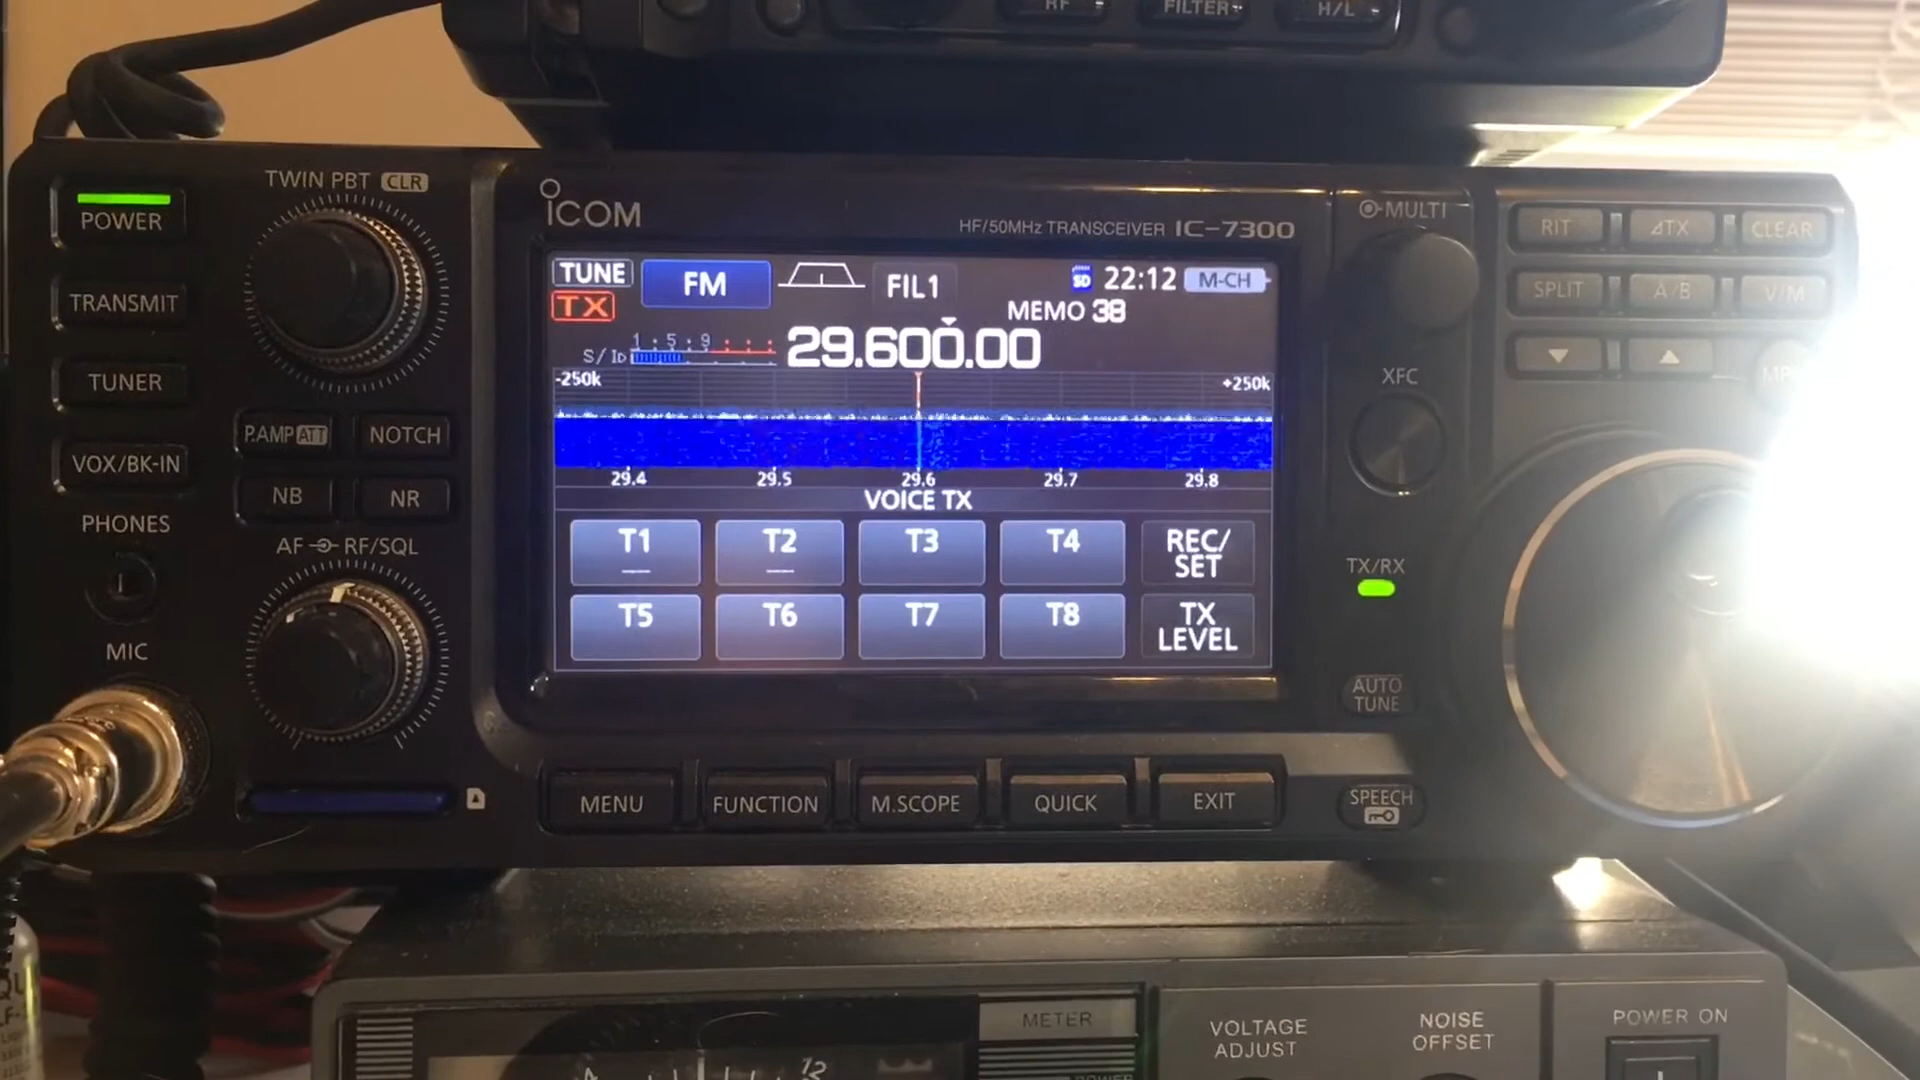 RF FILTER H/L
TWIN PBT CLR
POWER
TRANSMIT
TUNER
VOX/BK-IN
P.AMP ATT NOTCH
NB NR
PHONES
AF RF/SQL
MIC
ICOM
HF/50MHz TRANSCEIVER IC-7300
TUNE FM FIL1 SD 22:12 M-CH
TX MEMO 38
1 : 5 : 9
S/ID 29.600.00
-250k +250k
29.4 29.5 29.6 29.7 29.8
VOICE TX
T1 T2 T3 T4 REC/
SET
T5 T6 T7 T8 TX
LEVEL
MENU FUNCTION M.SCOPE QUICK EXIT
MULTI
RIT ⊿TX CLEAR
SPLIT A/B V/M
XFC
TX/RX
AUTO
TUNE
SPEECH
METER
VOLTAGE
ADJUST
NOISE
OFFSET
POWER ON
12
POWER